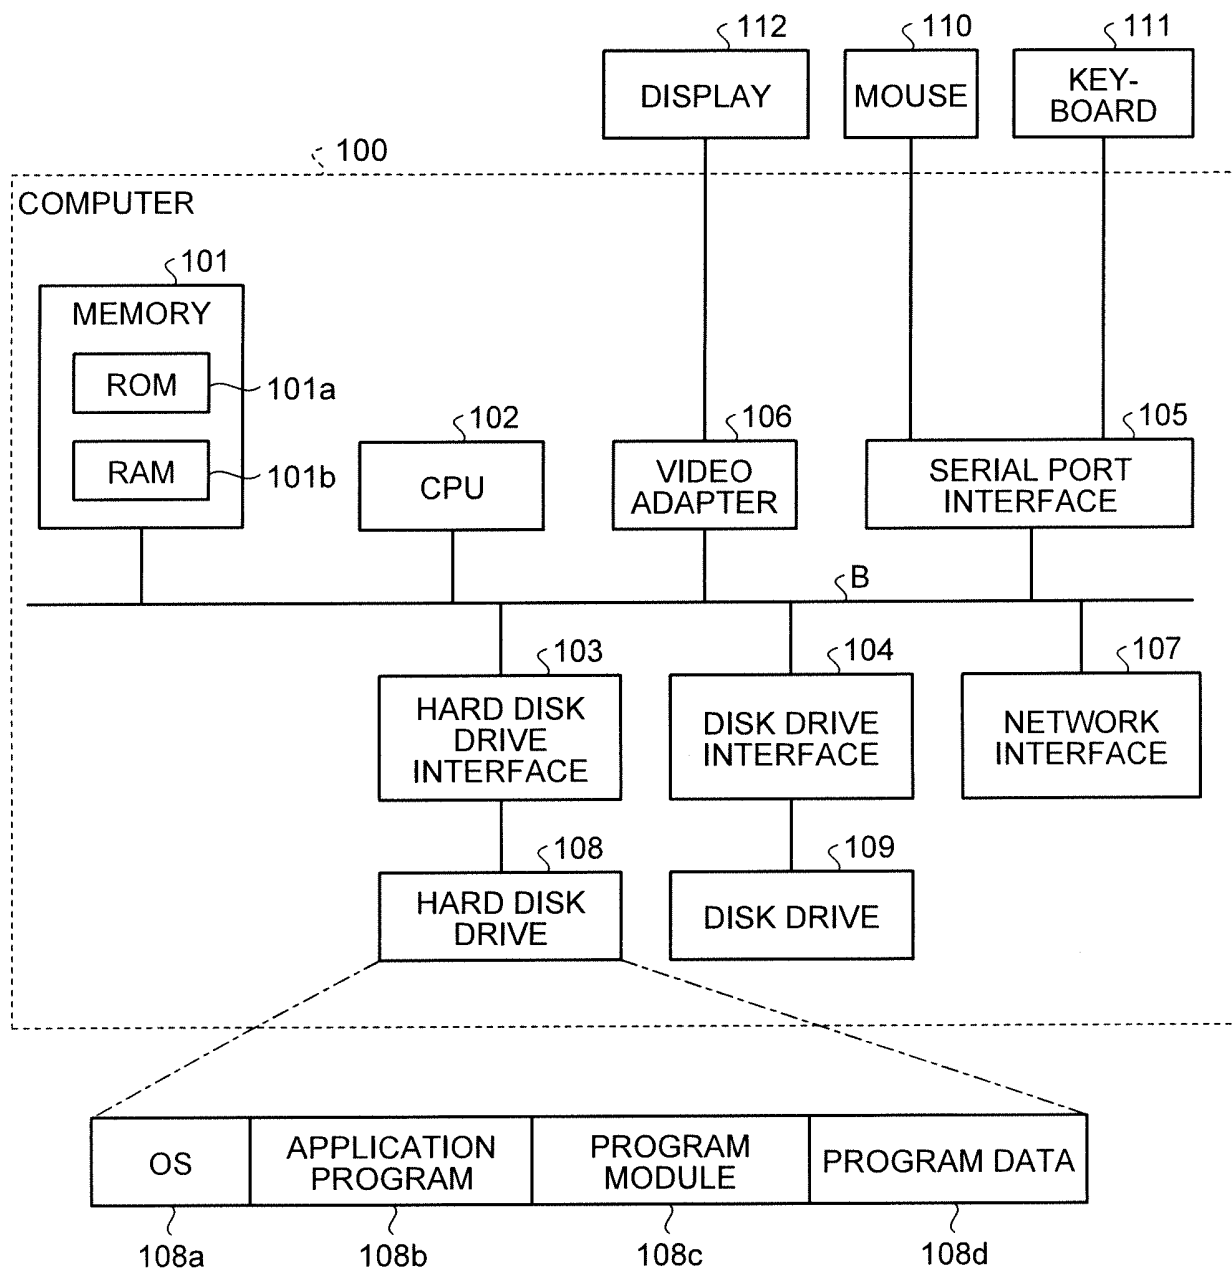 112
110
111
DISPLAY
MOUSE
KEY-
BOARD
100
COMPUTER
101
MEMORY
ROM
101a
RAM
101b
102
CPU
106
VIDEO
ADAPTER
105
SERIAL PORT
INTERFACE
B
103
HARD DISK
DRIVE
INTERFACE
104
DISK DRIVE
INTERFACE
107
NETWORK
INTERFACE
108
HARD DISK
DRIVE
109
DISK DRIVE
OS
APPLICATION
PROGRAM
PROGRAM
MODULE
PROGRAM DATA
108a
108b
108c
108d